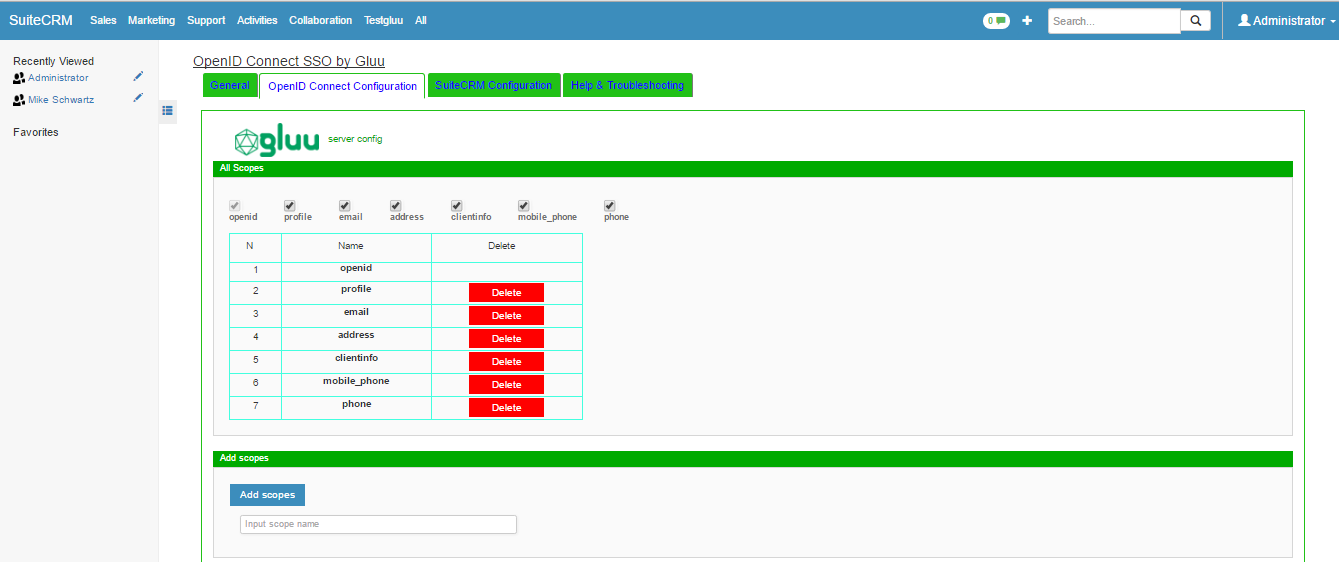 SuiteCRM Sales Marketing Support Activities Collaboration Testgluu All 0 Search... Administrator
Recently Viewed
Administrator
Mike Schwartz
Favorites
OpenID Connect SSO by Gluu
General OpenID Connect Configuration SuiteCRM Configuration Help & Troubleshooting
gluu server config
All Scopes
openid profile email address clientinfo mobile_phone phone
N Name Delete
1 openid
2 profile Delete
3 email Delete
4 address Delete
5 clientinfo Delete
6 mobile_phone Delete
7 phone Delete
Add scopes
Add scopes
Input scope name